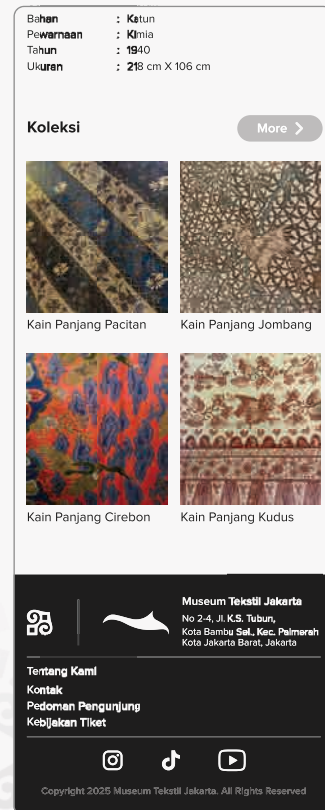 Bahan : Katun
Pewarnaan : Kimia
Tahun : 1940
Ukuran : 218 cm X 106 cm
Koleksi
More
Kain Panjang Pacitan
Kain Panjang Jombang
Kain Panjang Cirebon
Kain Panjang Kudus
Museum Tekstil Jakarta
No 2-4, Jl. K.S. Tubun,
Kota Bambu Sel., Kec. Palmerah
Kota Jakarta Barat, Jakarta
Tentang Kami
Kontak
Pedoman Pengunjung
Kebijakan Tiket
Copyright 2025 Museum Tekstil Jakarta. All Rights Reserved